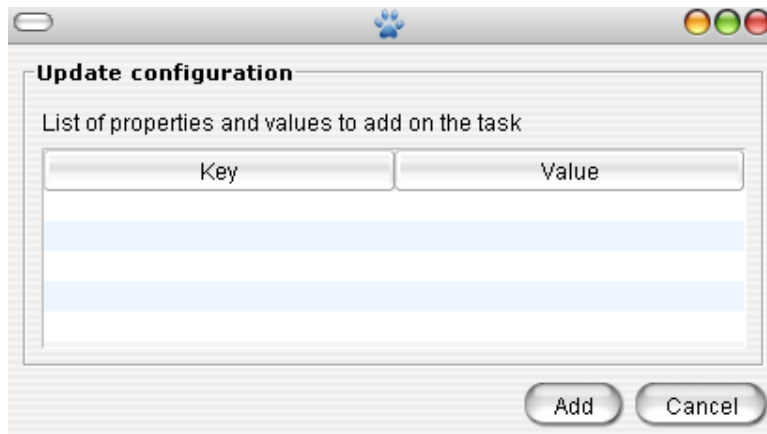 Update configuration
List of properties and values to add on the task
Key Value
Add Cancel